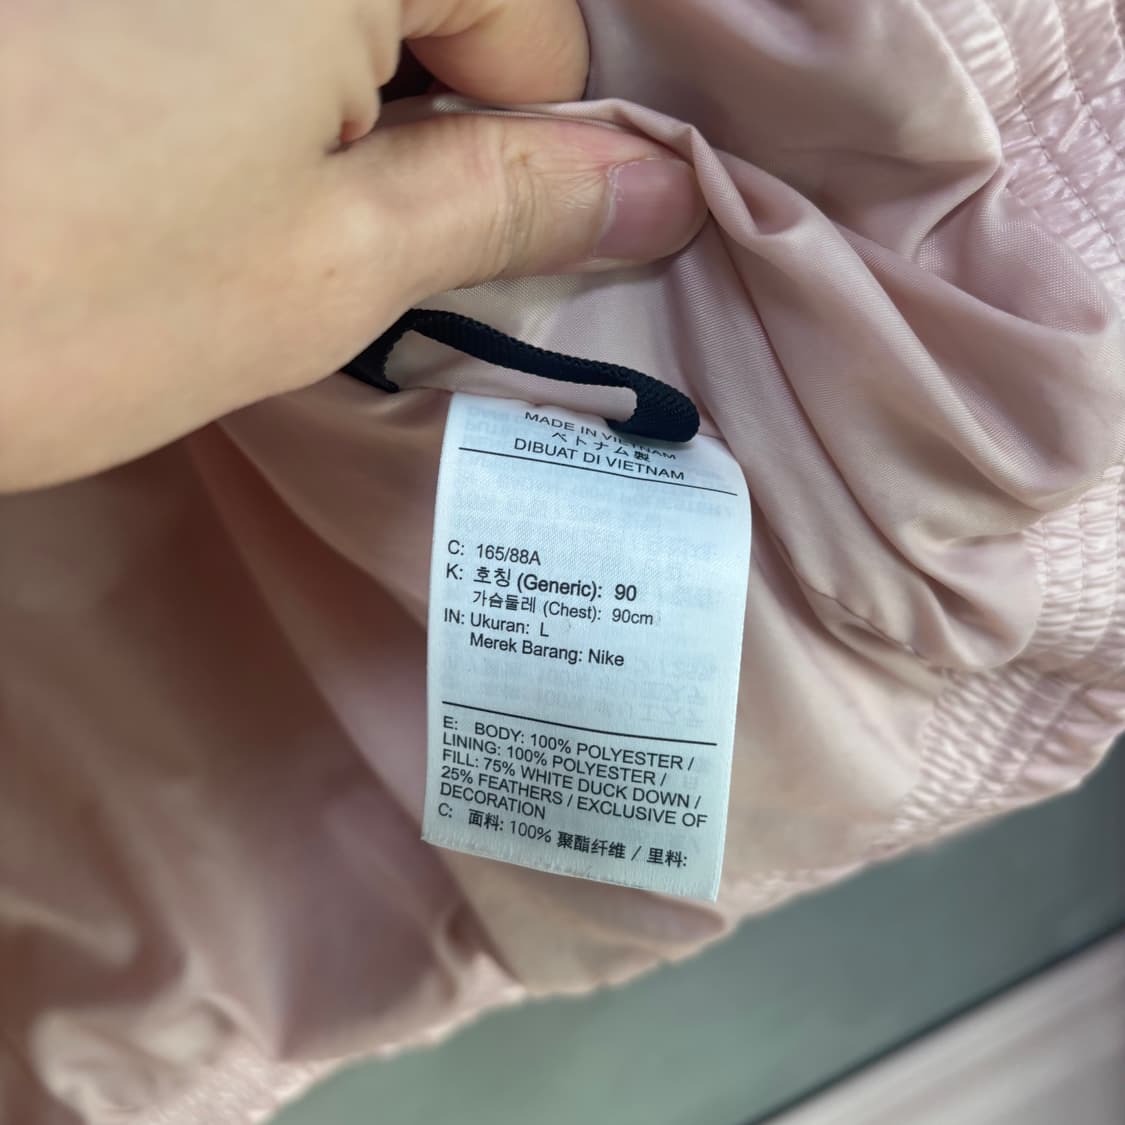 MADE IN VIETNAM
ベトナム製
DIBUAT DI VIETNAM
C: 165/88A
K: 호칭 (Generic): 90
가슴둘레 (Chest): 90cm
IN: Ukuran: L
Merek Barang: Nike
E: BODY: 100% POLYESTER /
LINING: 100% POLYESTER /
FILL: 75% WHITE DUCK DOWN /
25% FEATHERS / EXCLUSIVE OF
DECORATION
C: 面料: 100% 聚酯纤维 / 里料: